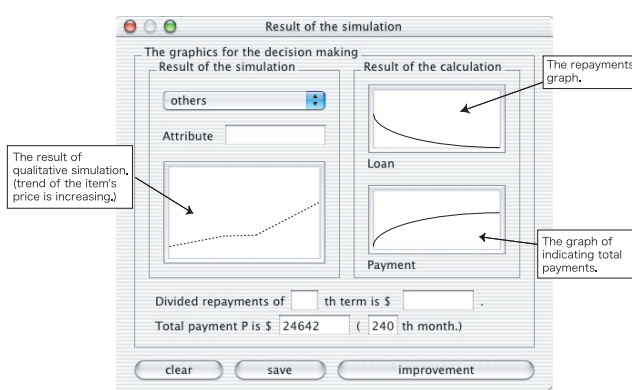 Result of the simulation
The graphics for the decision making
Result of the simulation
others
Attribute
Result of the calculation
Loan
Payment
The repayments
graph.
The result of
qualitative simulation.
(trend of the item's
price is increasing.)
The graph of
indicating total
payments.
Divided repayments of th term is $ .
Total payment P is $ 24642 ( 240 th month.)
clear save improvement